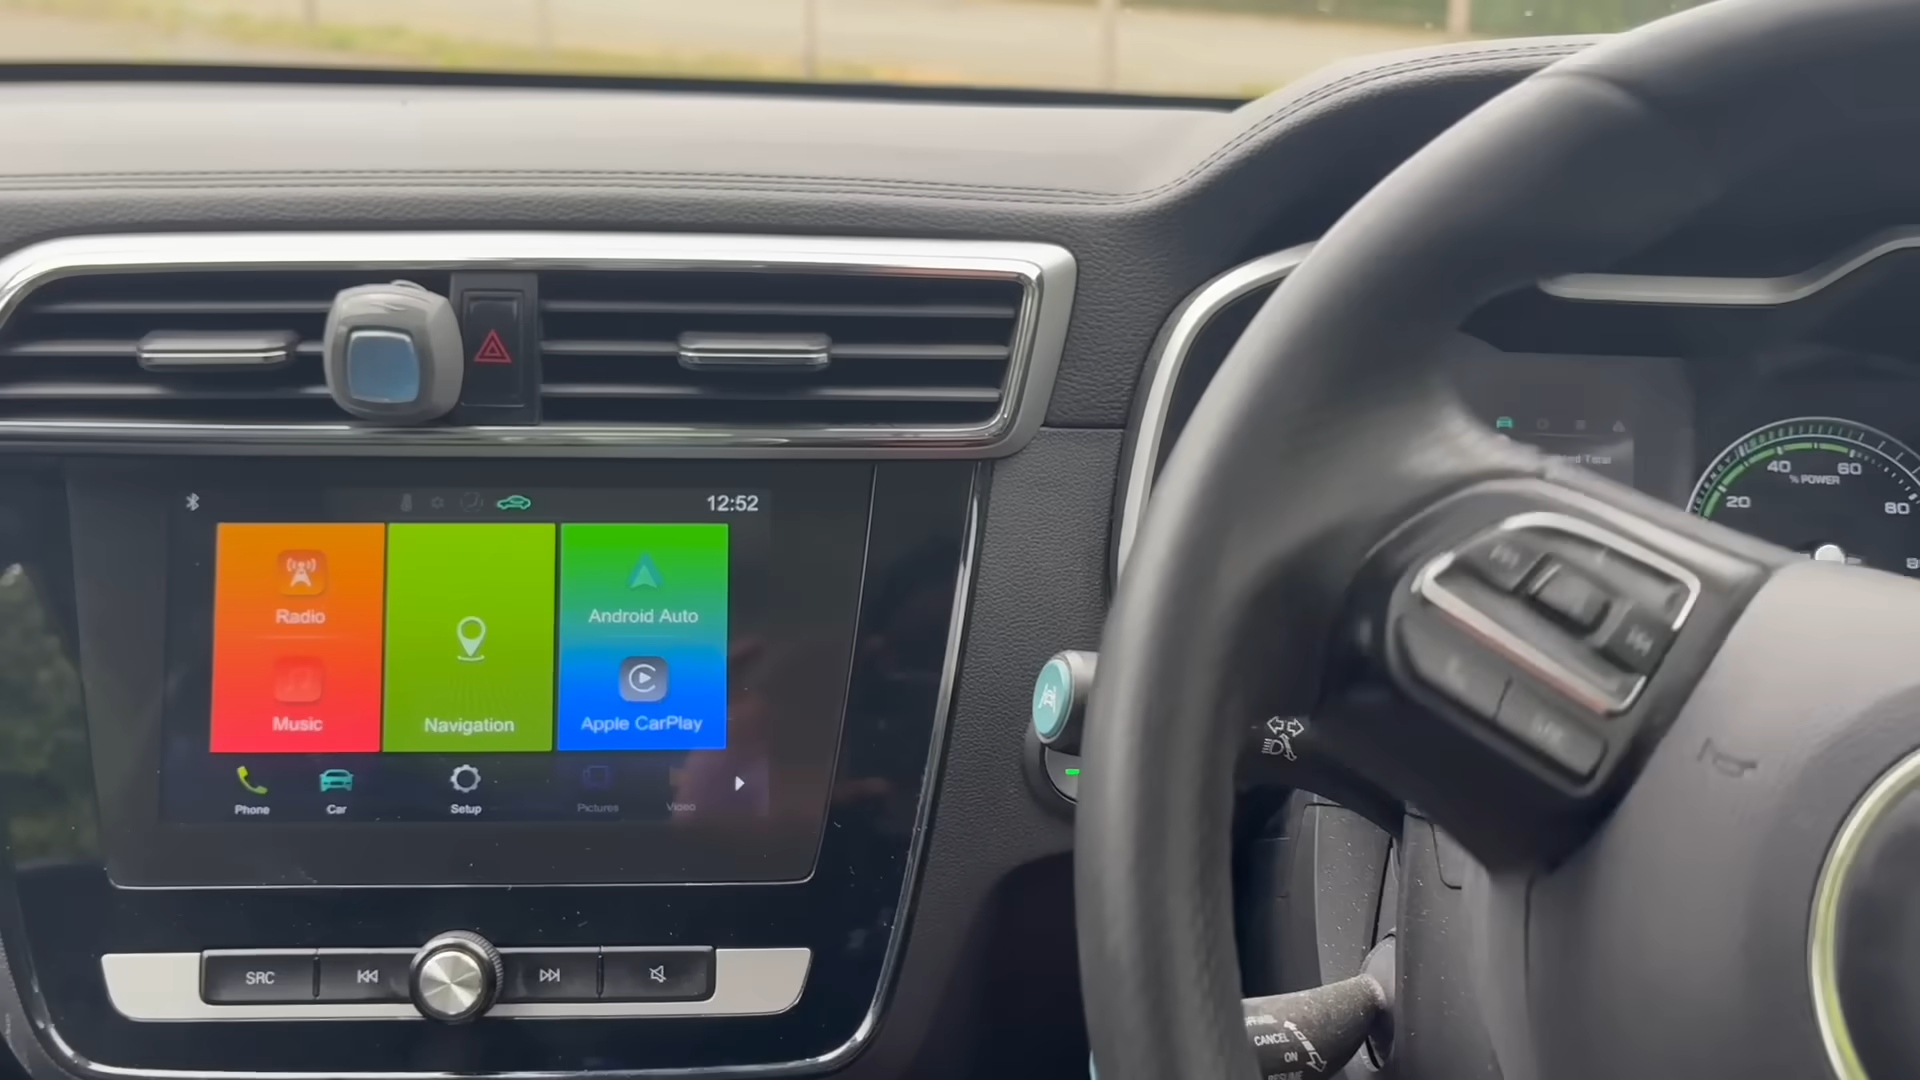 12:52
Radio
Android Auto
Music
Navigation
Apple CarPlay
Phone
Car
Setup
Pictures
Video
SRC
40
60
% POWER
20
80
CANCEL
ON